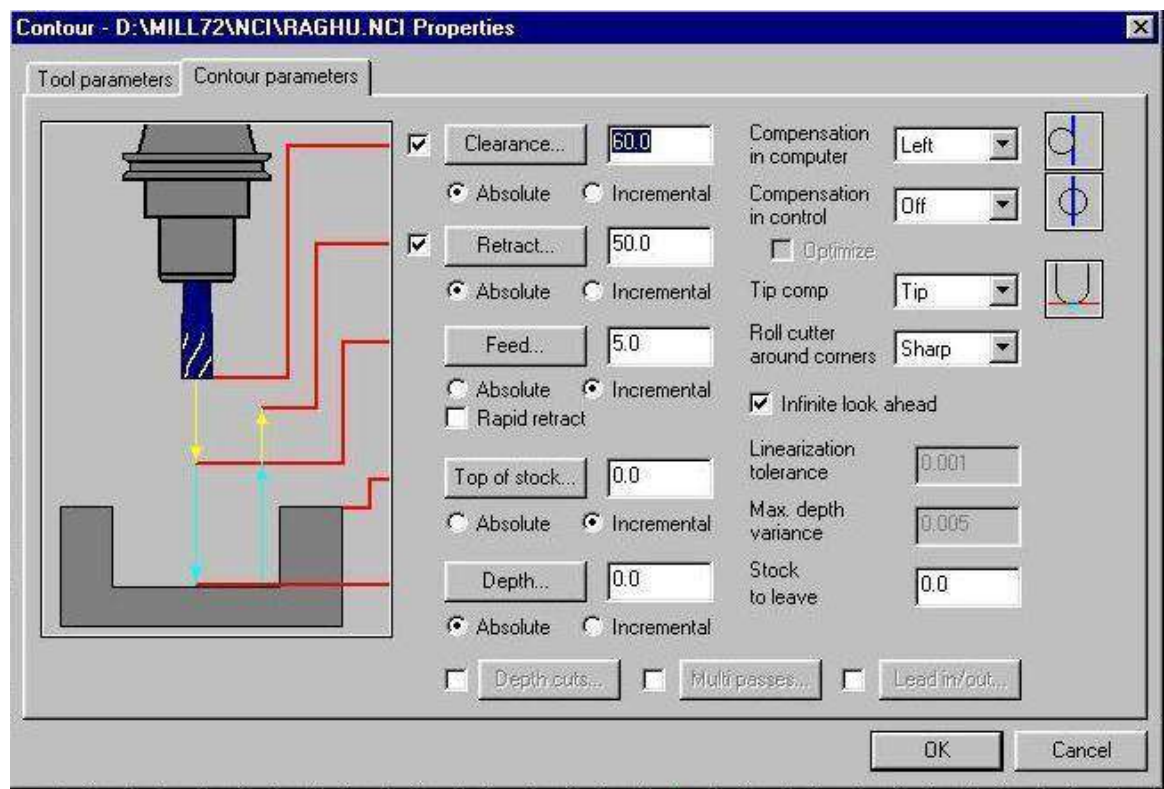 Contour - D:\MILL72\NCI\RAGHU.NCI Properties
Tool parameters Contour parameters
Clearance... 60.0
Absolute Incremental
Retract... 50.0
Absolute Incremental
Feed... 5.0
Absolute Incremental
Rapid retract
Top of stock... 0.0
Absolute Incremental
Depth... 0.0
Absolute Incremental
Compensation
in computer Left
Compensation
in control Off
Optimize
Tip comp Tip
Roll cutter
around corners Sharp
Infinite look ahead
Linearization
tolerance 0.001
Max. depth
variance 0.005
Stock
to leave 0.0
Depth cuts... Multi passes... Lead in/out...
OK Cancel